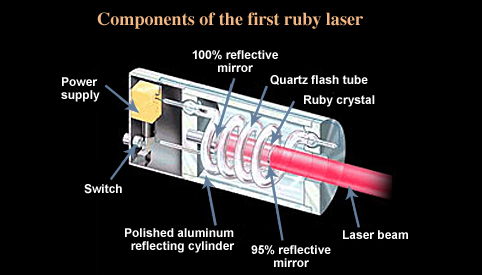 Components of the first ruby laser
100% reflective
mirror
Quartz flash tube
Power
supply
Ruby crystal
Switch
Polished aluminum
reflecting cylinder
95% reflective
mirror
Laser beam